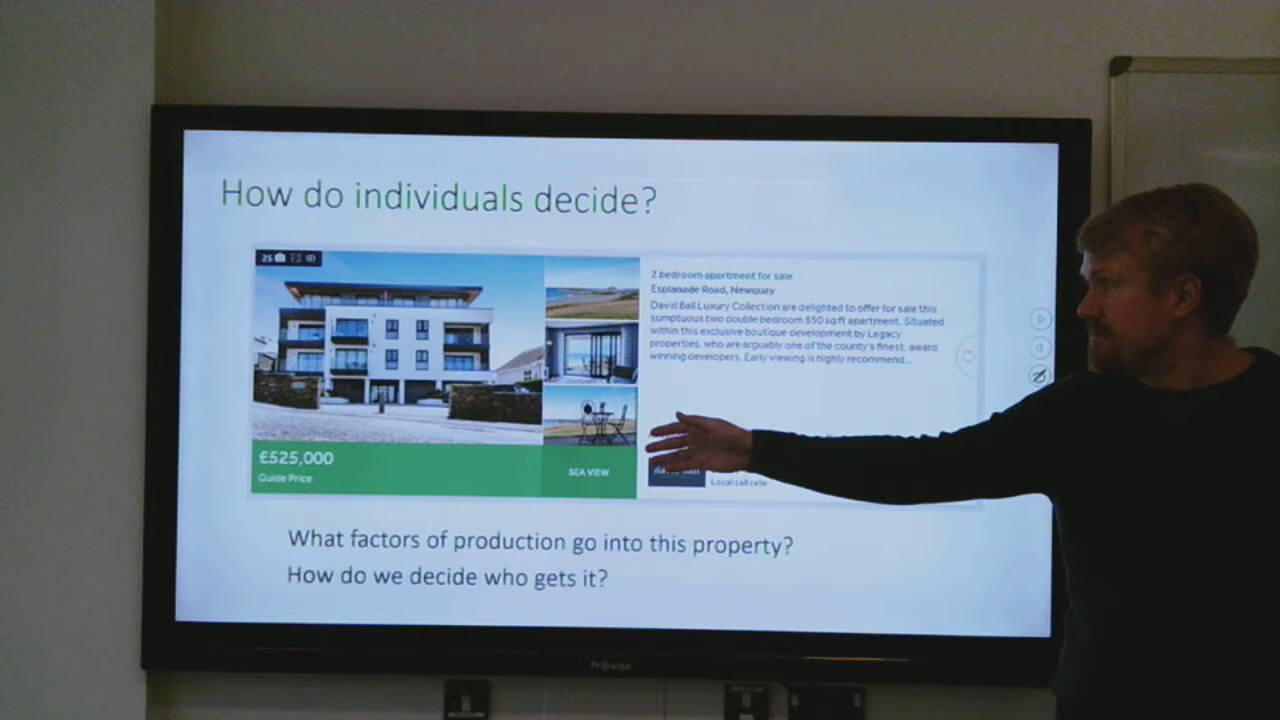 How do individuals decide?
25
2 bedroom apartment for sale
Esplanade Road, Newquay
David Ball Luxury Collection are delighted to offer for sale this
sumptuous two double bedroom 850 sq ft apartment. Situated
within this exclusive boutique development by Legacy
properties, who are arguably one of the county's finest, award
winning developers. Early viewing is highly recommend...
£525,000
Guide Price
SEA VIEW
Local call rate
What factors of production go into this property?
How do we decide who gets it?
Prowise